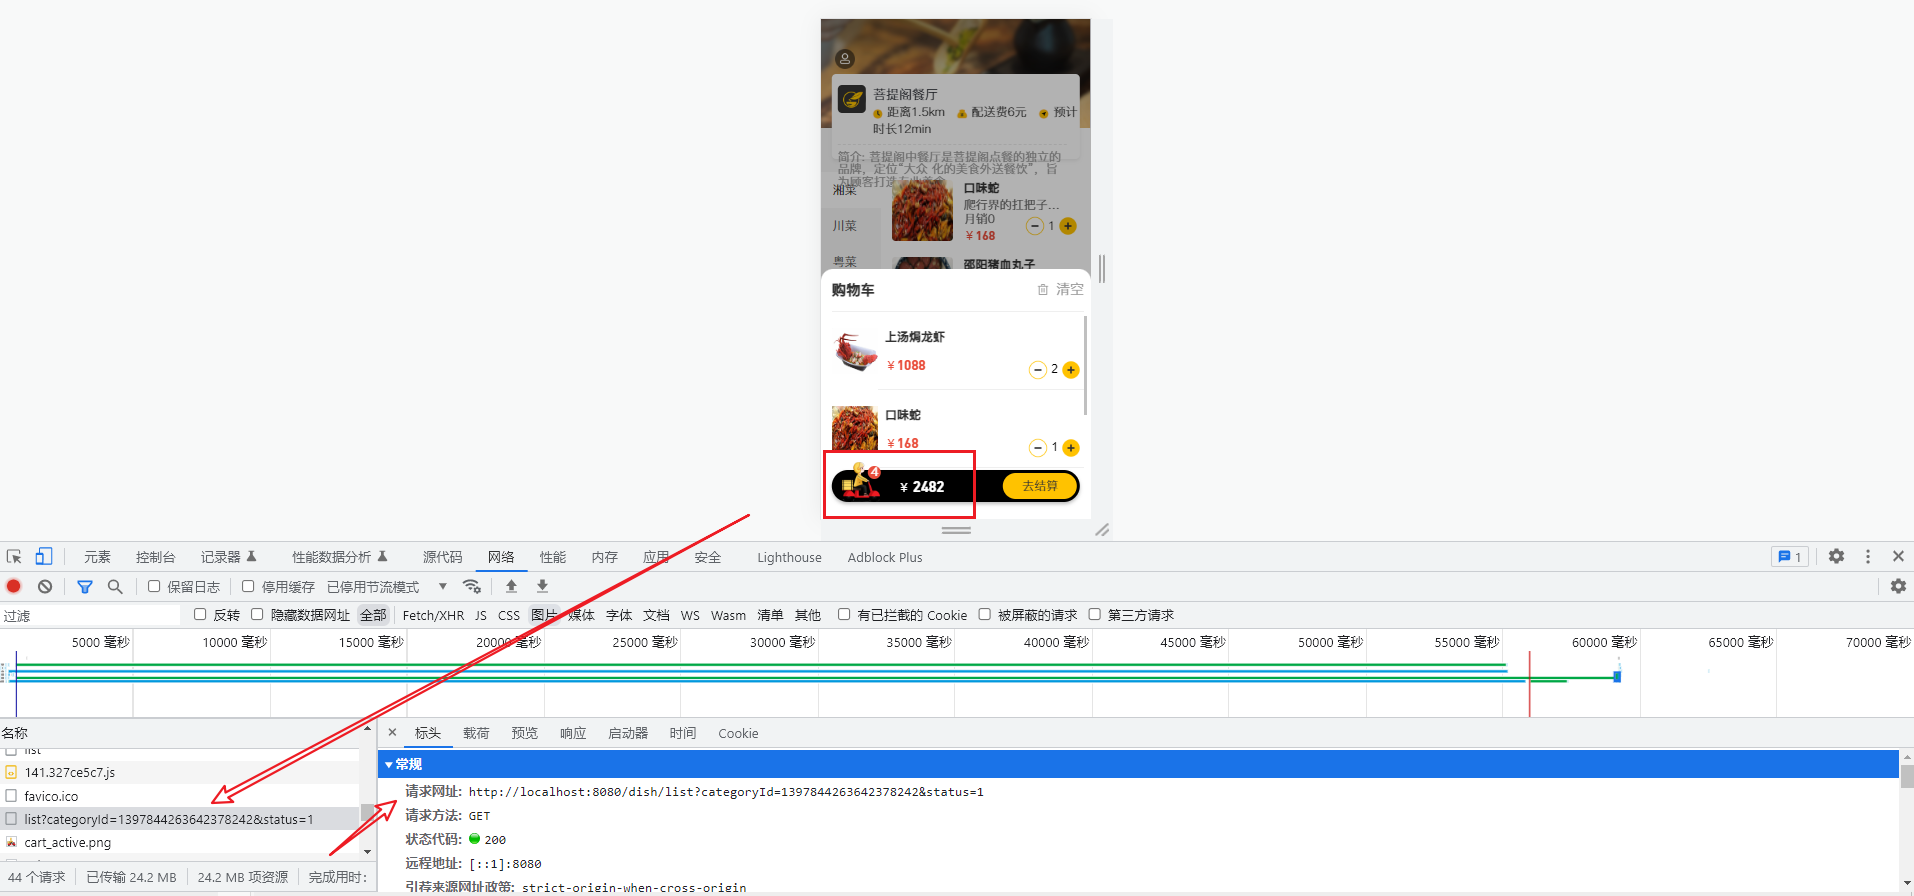 菩提阁餐厅
距离1.5km 配送费6元 预计
时长12min
简介: 菩提阁中餐厅是菩提阁点餐的独立的
品牌，定位“大众 化的美食外送餐饮”，旨
为顾客打造
湘菜
川菜
粤菜
口味蛇
爬行界的扛把子...
月销0
¥ 168
1
邵阳猪血丸子
购物车
清空
上汤焗龙虾
¥ 1088
2
口味蛇
¥ 168
1
4
¥ 2482
去结算
元素 控制台 记录器 性能数据分析 源代码 网络 性能 内存 应用 安全 Lighthouse Adblock Plus 1
保留日志 停用缓存 已停用节流模式
过滤 反转 隐藏数据网址 全部 Fetch/XHR JS CSS 图片 媒体 字体 文档 WS Wasm 清单 其他 有已拦截的 Cookie 被屏蔽的请求 第三方请求
5000 毫秒 10000 毫秒 15000 毫秒 20000 毫秒 25000 毫秒 30000 毫秒 35000 毫秒 40000 毫秒 45000 毫秒 50000 毫秒 55000 毫秒 60000 毫秒 65000 毫秒 70000 毫秒
名称
list
141.327ce5c7.js
favico.ico
list?categoryId=1397844263642378242&status=1
cart_active.png
44 个请求 已传输 24.2 MB 24.2 MB 项资源 完成用时:
标头 载荷 预览 响应 启动器 时间 Cookie
常规
请求网址: http://localhost:8080/dish/list?categoryId=1397844263642378242&status=1
请求方法: GET
状态代码: 200
远程地址: [::1]:8080
引荐来源网址政策: strict-origin-when-cross-origin